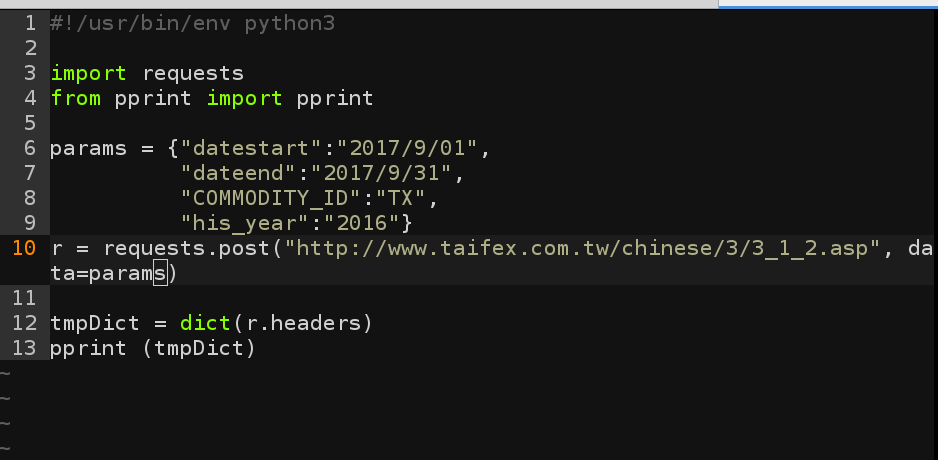 1 #!/usr/bin/env python3
2
3 import requests
4 from pprint import pprint
5
6 params = {"datestart":"2017/9/01",
7           "dateend":"2017/9/31",
8           "COMMODITY_ID":"TX",
9           "his_year":"2016"}
10 r = requests.post("http://www.taifex.com.tw/chinese/3/3_1_2.asp", da
ta=params)
11
12 tmpDict = dict(r.headers)
13 pprint (tmpDict)
~
~
~
~